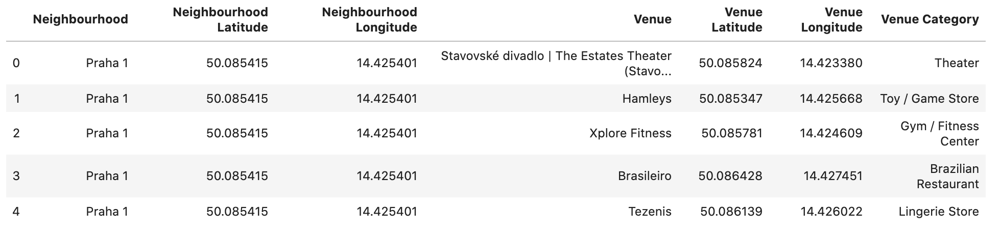 Neighbourhood Neighbourhood Latitude Neighbourhood Longitude Venue Venue Latitude Venue Longitude Venue Category
0 Praha 1 50.085415 14.425401 Stavovské divadlo | The Estates Theater (Stavo... 50.085824 14.423380 Theater
1 Praha 1 50.085415 14.425401 Hamleys 50.085347 14.425668 Toy / Game Store
2 Praha 1 50.085415 14.425401 Xplore Fitness 50.085781 14.424609 Gym / Fitness Center
3 Praha 1 50.085415 14.425401 Brasileiro 50.086428 14.427451 Brazilian Restaurant
4 Praha 1 50.085415 14.425401 Tezenis 50.086139 14.426022 Lingerie Store